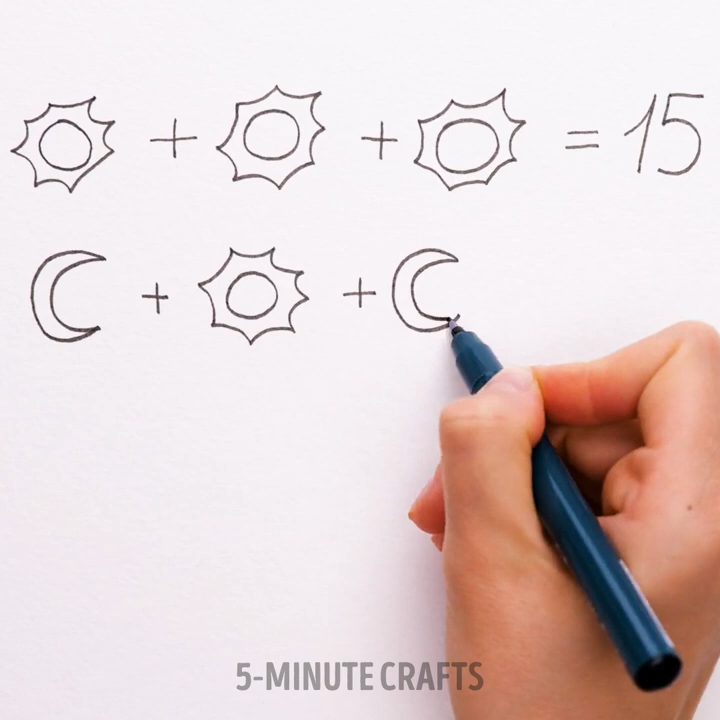 + + = 15
+ +
5-MINUTE CRAFTS